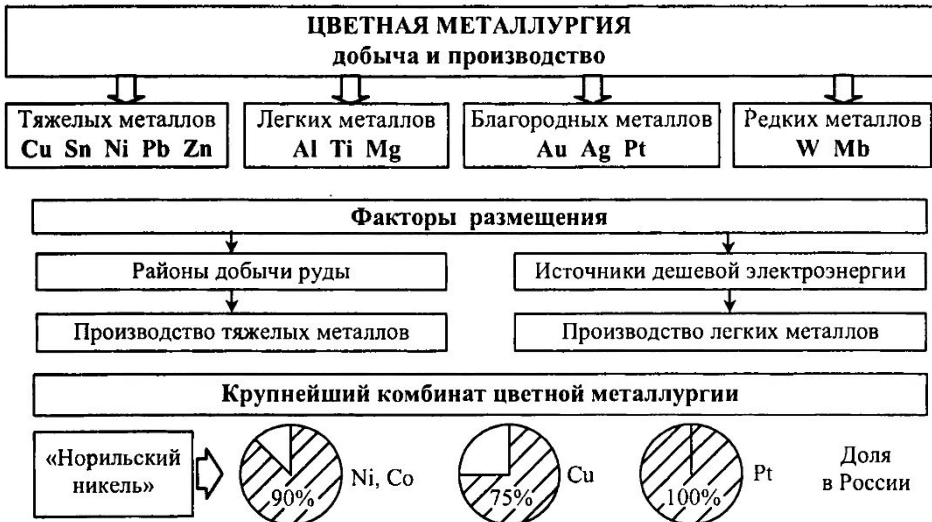 ЦВЕТНАЯ МЕТАЛЛУРГИЯ
добыча и производство
Тяжелых металлов
Cu Sn Ni Pb Zn
Легких металлов
Al Ti Mg
Благородных металлов
Au Ag Pt
Редких металлов
W Mb
Факторы размещения
Районы добычи руды
Источники дешевой электроэнергии
Производство тяжелых металлов
Производство легких металлов
Крупнейший комбинат цветной металлургии
«Норильский
никель»
90%
Ni, Co
75%
Cu
100%
Pt
Доля
в России